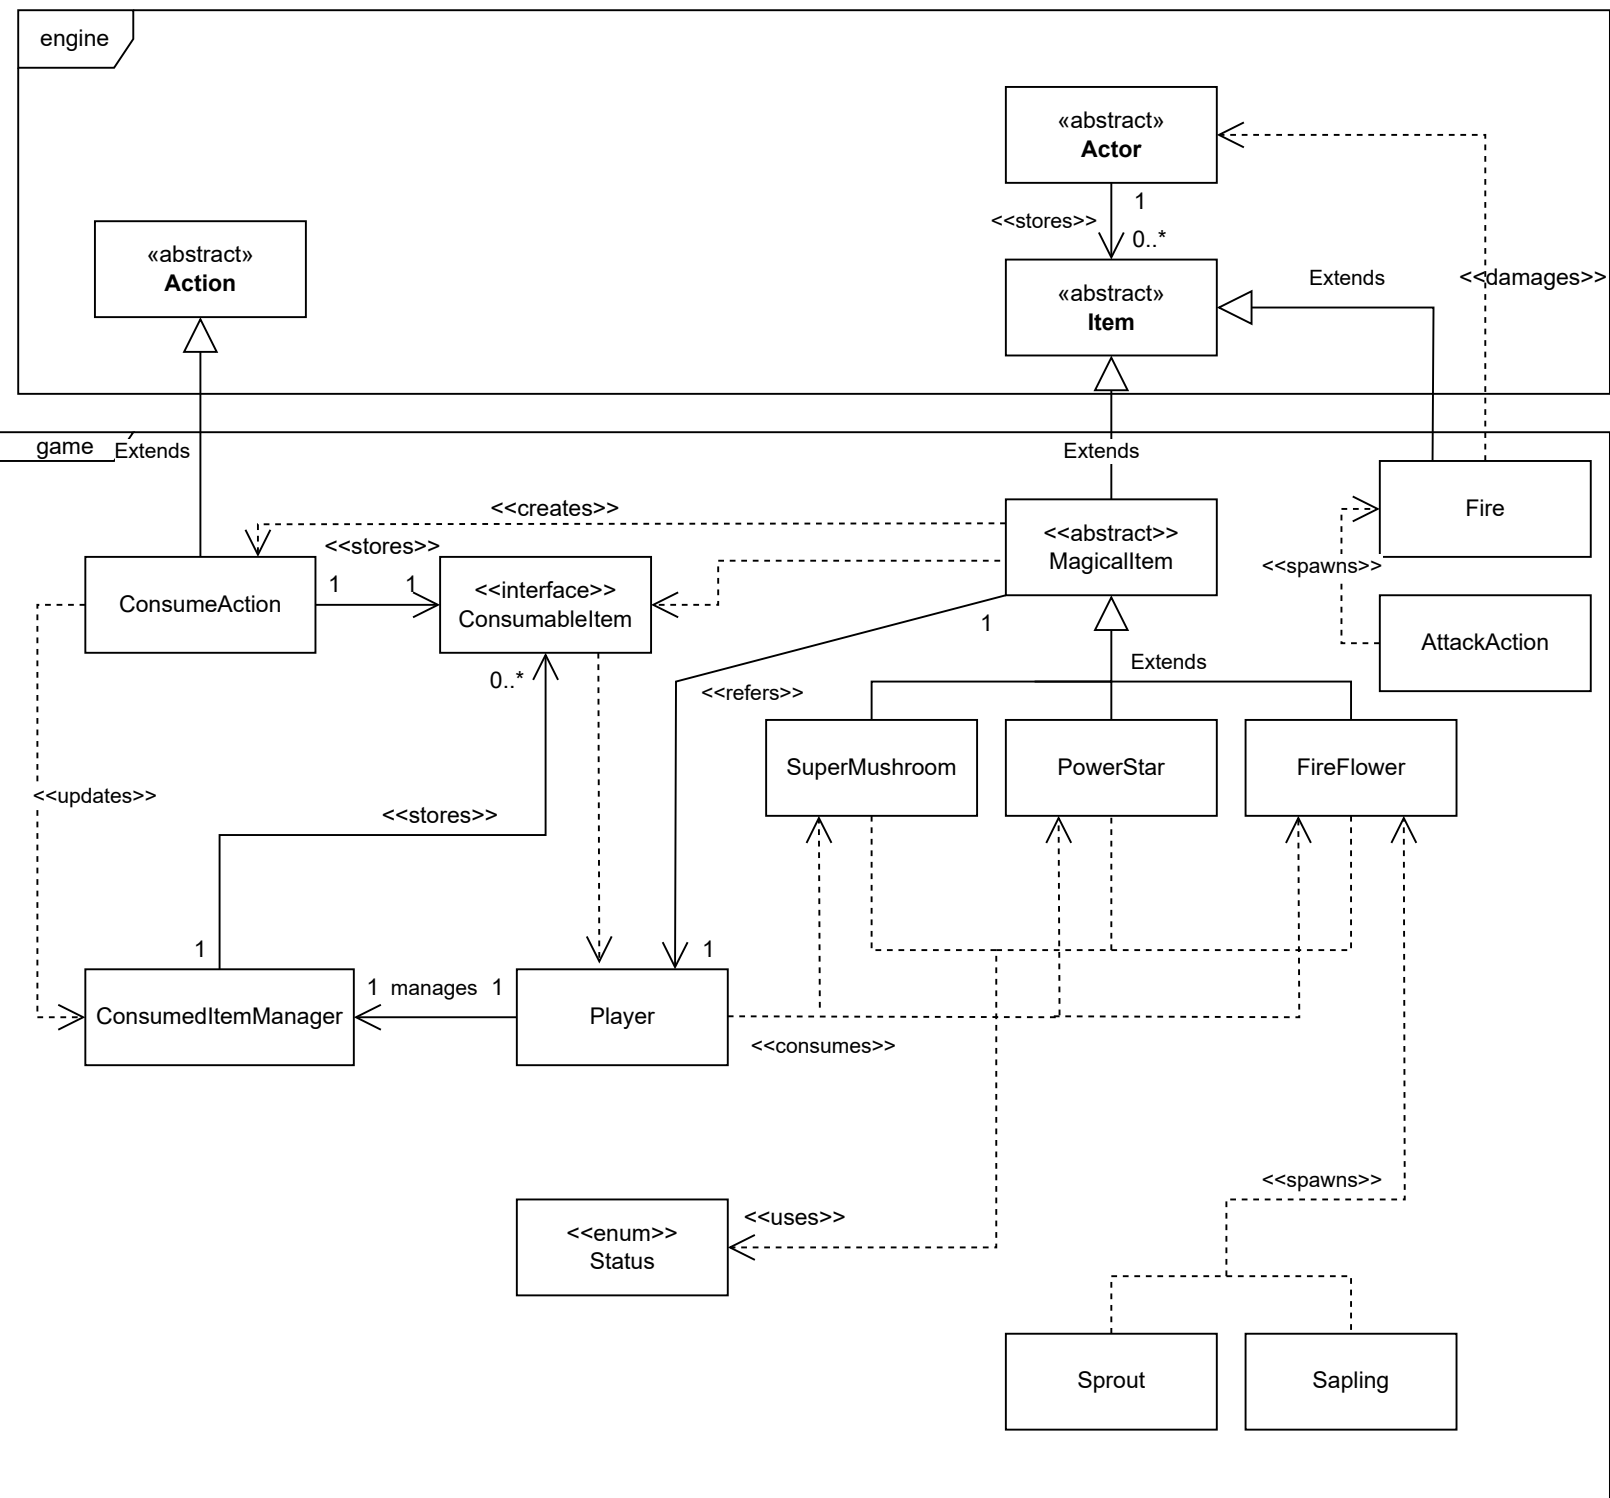 engine
«abstract»
Actor
1
<<stores>>
0..*
«abstract»
Action
«abstract»
Item
Extends
<<damages>>
game
Extends
Extends
<<creates>>
Fire
<<stores>>
<<abstract>>
MagicalItem
<<spawns>>
1
1
<<interface>>
ConsumableItem
ConsumeAction
1
AttackAction
Extends
0..*
<<refers>>
SuperMushroom
PowerStar
FireFlower
<<updates>>
<<stores>>
1
1
1
manages
1
ConsumedItemManager
Player
<<consumes>>
<<spawns>>
<<uses>>
<<enum>>
Status
Sprout
Sapling